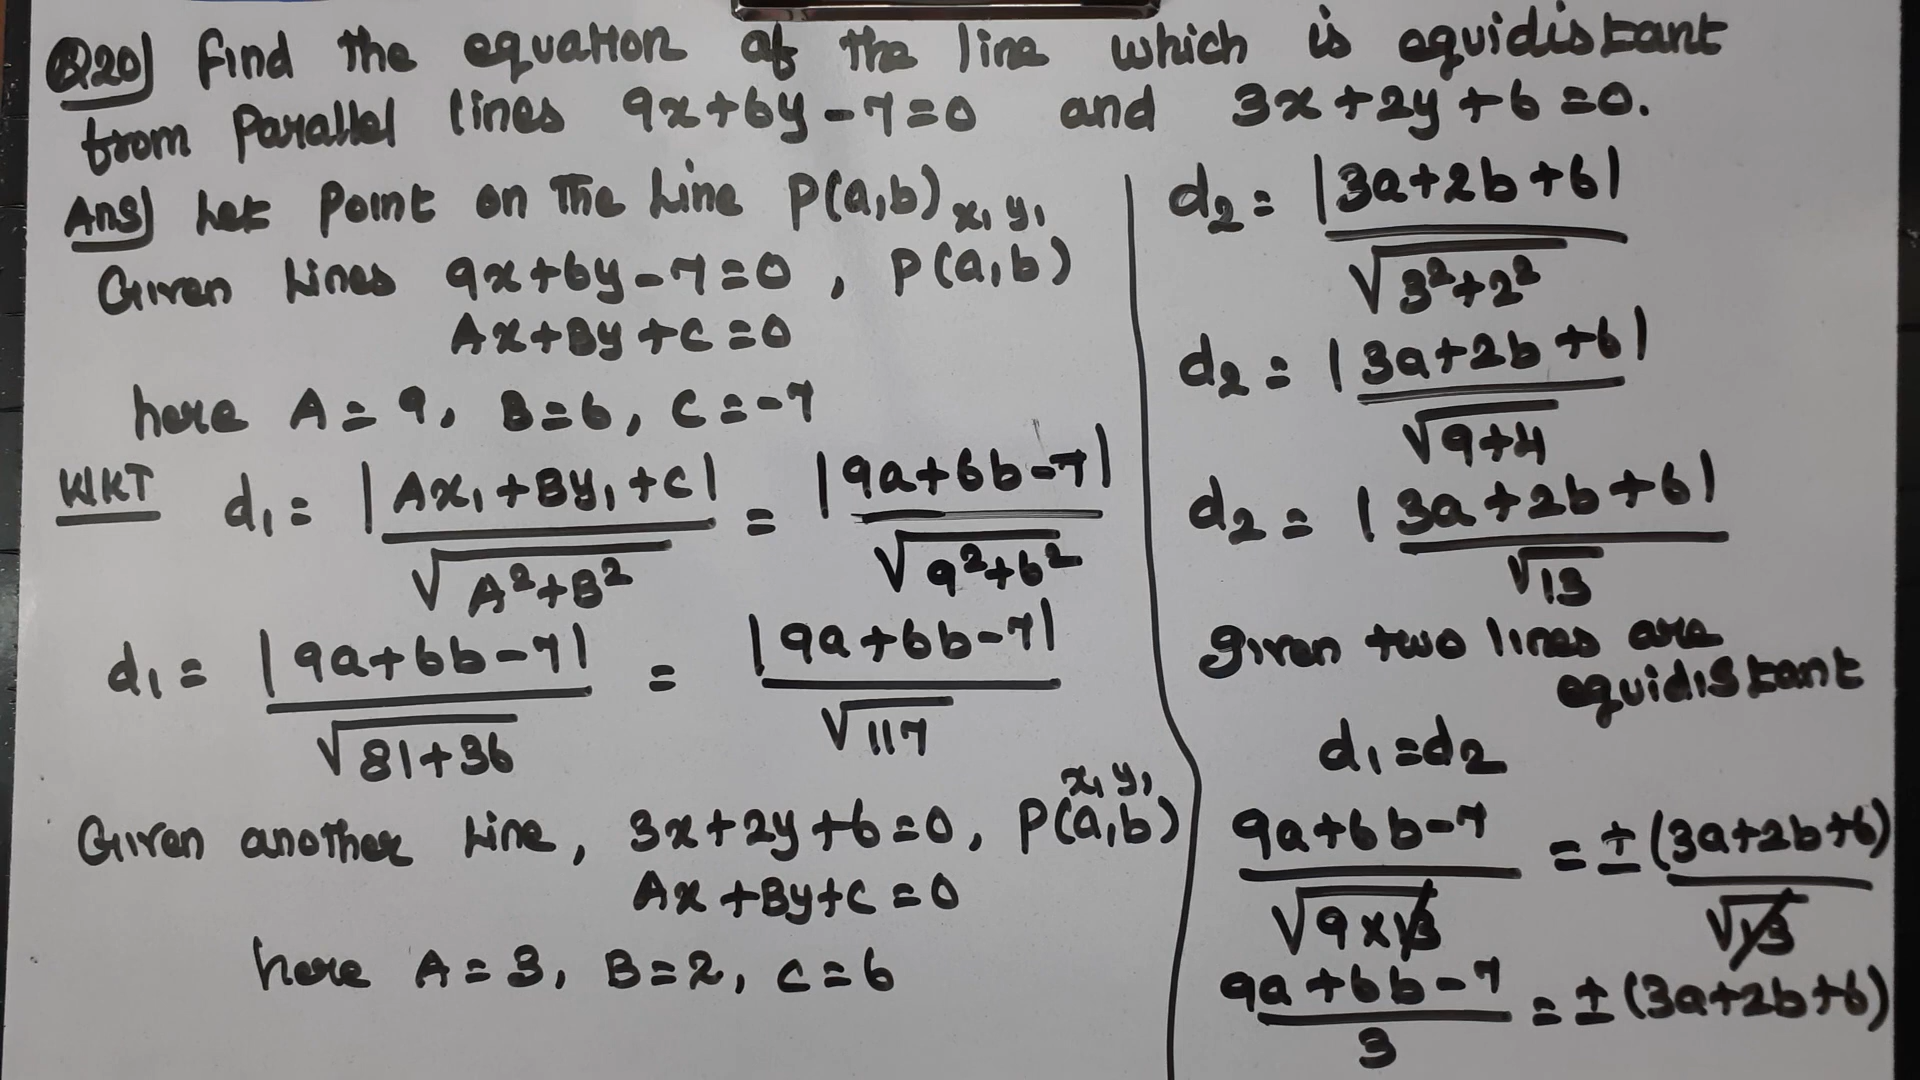 Q20) Find the equation of the line which is equidistant
from Parallel lines 9x+6y-7=0 and 3x+2y+6=0.
Ans) Let Point on The Line P(a,b) x₁ y₁
Given Lines 9x+6y-7=0, P(a,b)
Ax+By+C=0
here A=9, B=6, C=-7
WKT d₁ = |Ax₁+By₁+C| / √A²+B² = |9a+6b-7| / √9²+6²
d₁ = |9a+6b-7| / √81+36 = |9a+6b-7| / √117
Given another Line, 3x+2y+6=0, P(a,b) x₁ y₁
Ax+By+C=0
here A=3, B=2, C=6
d₂ = |3a+2b+6| / √3²+2²
d₂ = |3a+2b+6| / √9+4
d₂ = |3a+2b+6| / √13
given two lines are
equidistant
d₁=d₂
9a+6b-7 / √9×13 = ±(3a+2b+6) / √13
9a+6b-7 / 3 = ±(3a+2b+6)